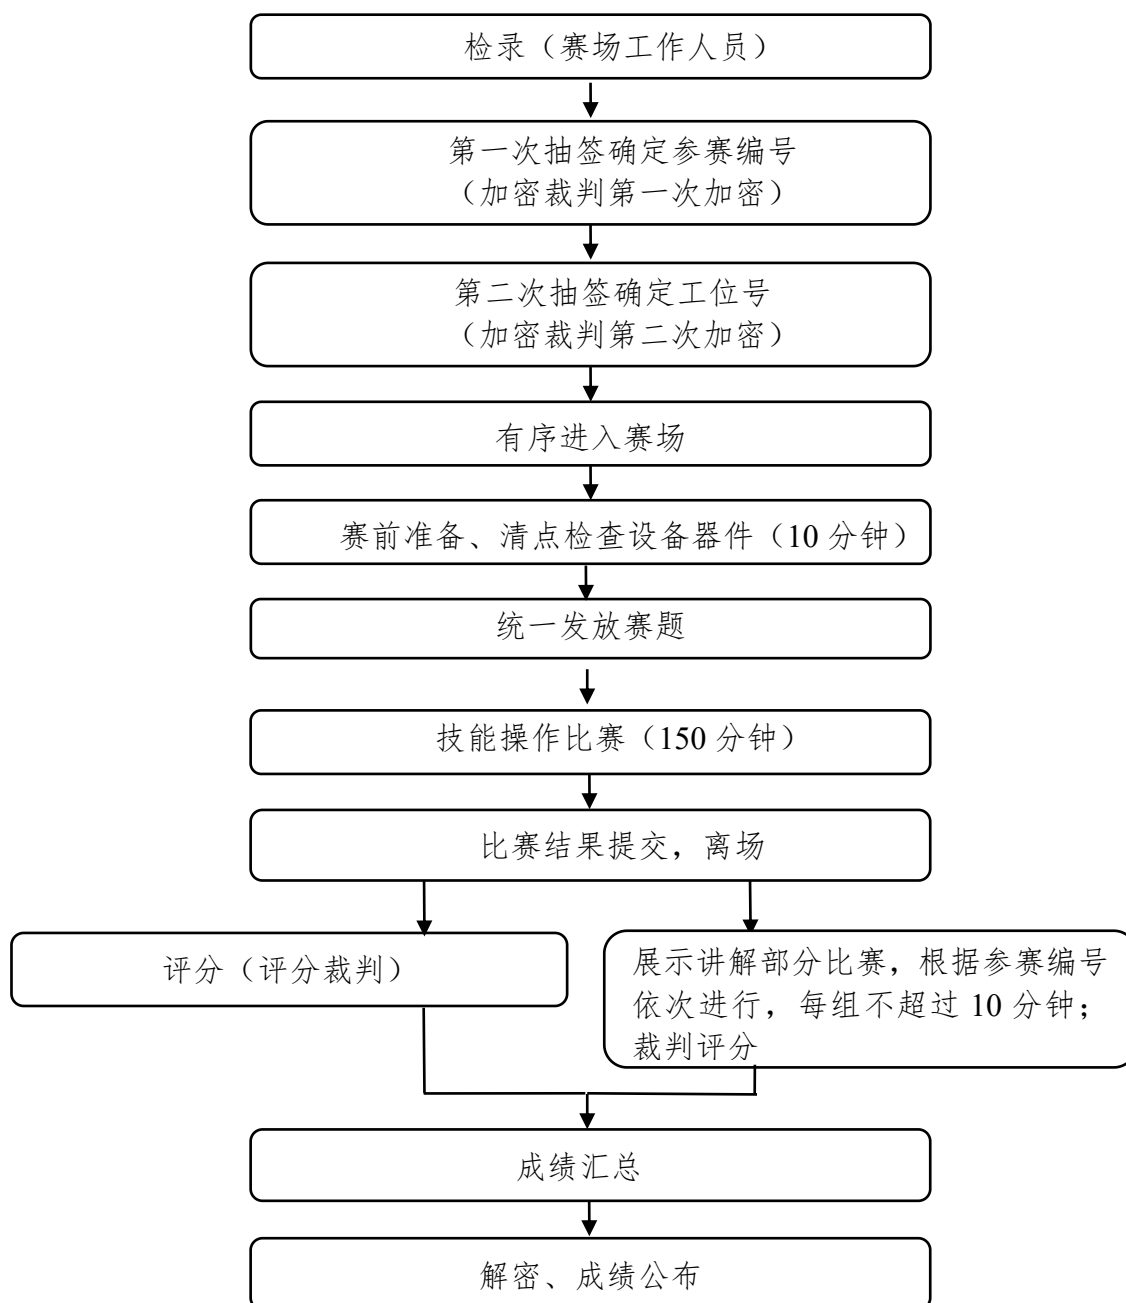 检录（赛场工作人员）
第一次抽签确定参赛编号
（加密裁判第一次加密）
第二次抽签确定工位号
（加密裁判第二次加密）
有序进入赛场
赛前准备、清点检查设备器件（10 分钟）
统一发放赛题
技能操作比赛（150 分钟）
比赛结果提交，离场
评分（评分裁判）
展示讲解部分比赛，根据参赛编号
依次进行，每组不超过 10 分钟；
裁判评分
成绩汇总
解密、成绩公布